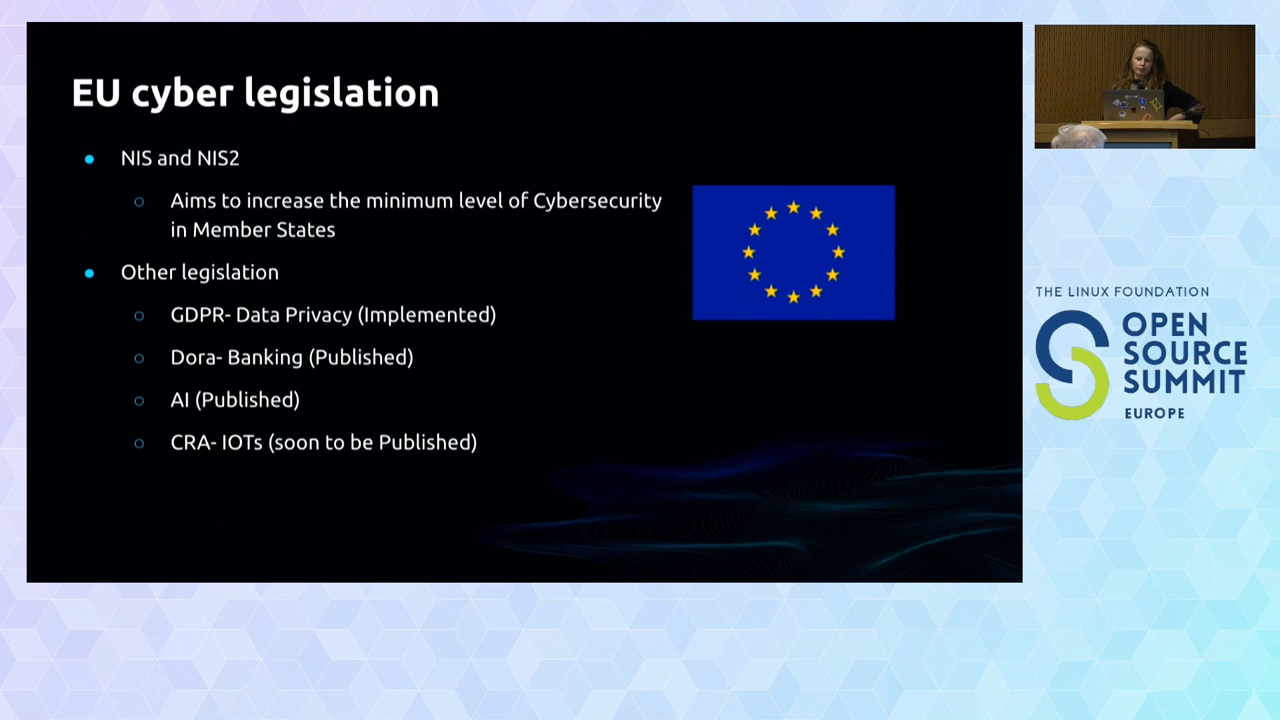 EU cyber legislation
● NIS and NIS2
○ Aims to increase the minimum level of Cybersecurity
in Member States
● Other legislation
○ GDPR- Data Privacy (Implemented)
○ Dora- Banking (Published)
○ AI (Published)
○ CRA- IOTs (soon to be Published)
THE LINUX FOUNDATION
OPEN
SOURCE
SUMMIT
EUROPE